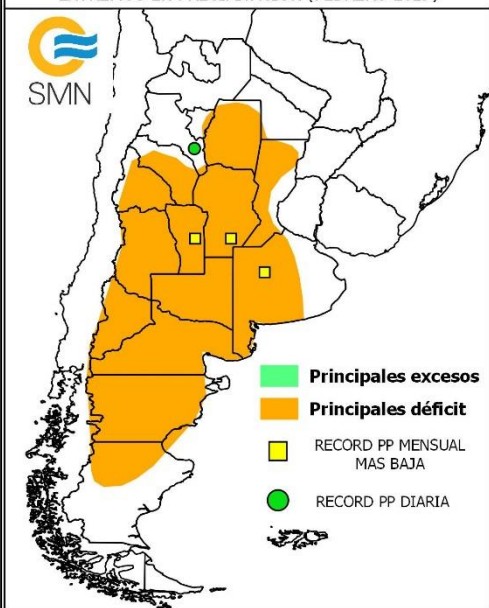 SMN
Principales excesos
Principales déficit
RECORD PP MENSUAL
MAS BAJA
RECORD PP DIARIA